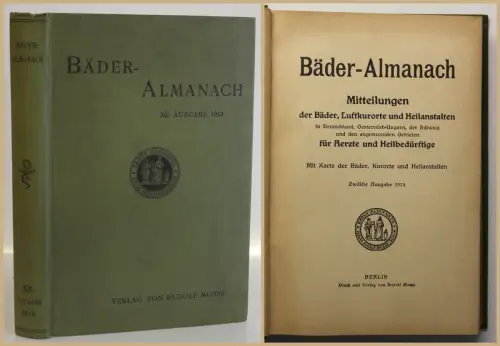 BÄDER-
ALMANACH
XII. AUSGABE 1913
VERLAG VON RUDOLF MOSSE
BÄDER-
ALMANACH
XII.
AUSGABE
1913
Bäder-Almanach
Mitteilungen
der Bäder, Luftkurorte und Heilanstalten
in Deutschland, Oesterreich-Ungarn, der Schweiz
und den angrenzenden Gebieten
für Aerzte und Heilbedürftige
Mit Karte der Bäder, Kurorte und Heilanstalten
Zwölfte Ausgabe 1913
BERLIN
Druck und Verlag von Rudolf Mosse